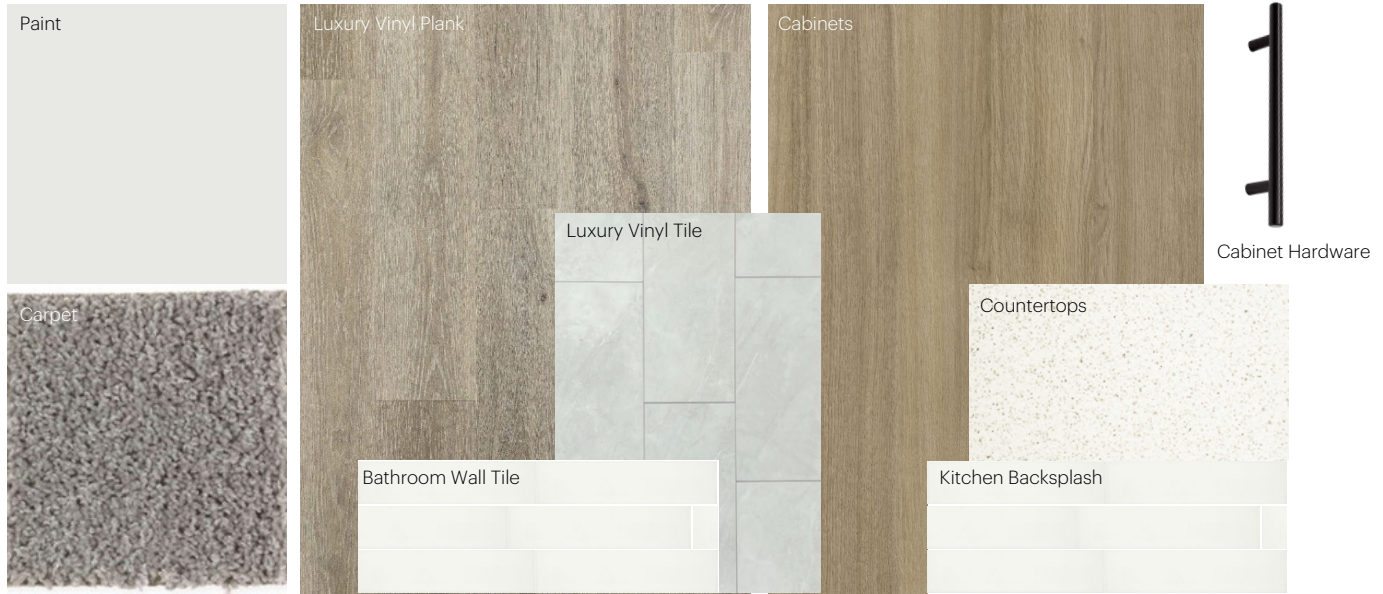 Paint
Luxury Vinyl Plank
Cabinets
Luxury Vinyl Tile
Cabinet Hardware
Carpet
Countertops
Bathroom Wall Tile
Kitchen Backsplash